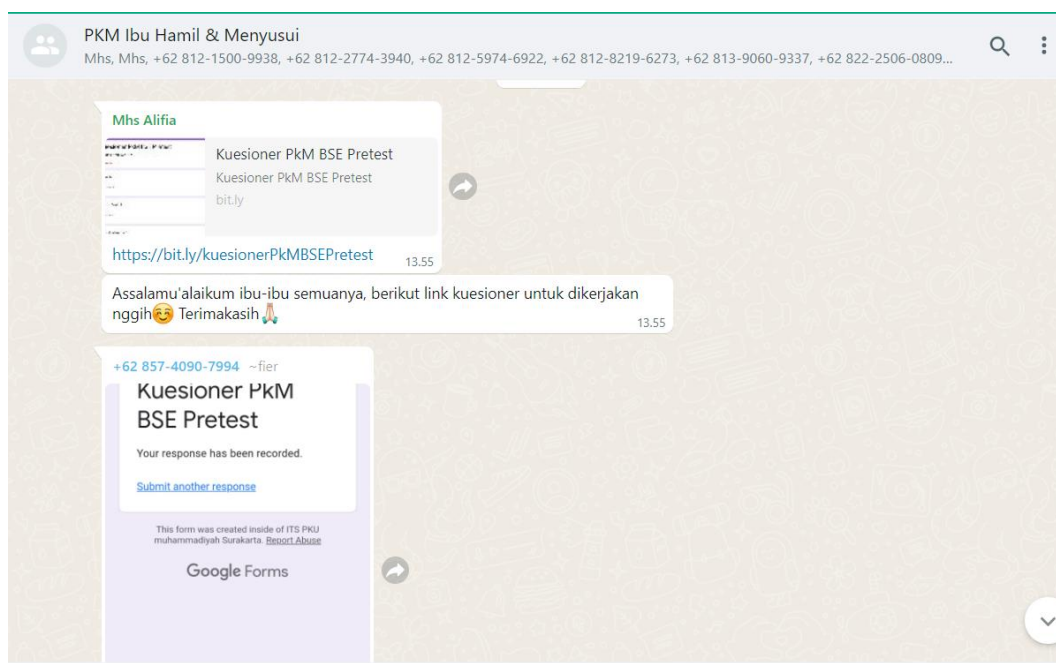 PKM Ibu Hamil & Menyusui
Mhs, Mhs, +62 812-1500-9938, +62 812-2774-3940, +62 812-5974-6922, +62 812-8219-6273, +62 813-9060-9337, +62 822-2506-0809...
Mhs Alifia
Kuesioner PkM BSE Pretest
Kuesioner PkM BSE Pretest
bit.ly
https://bit.ly/kuesionerPkMBSEPretest
13.55
Assalamu'alaikum ibu-ibu semuanya, berikut link kuesioner untuk dikerjakan
nggih😊 Terimakasih🙏🏻
13.55
+62 857-4090-7994 ~fier
Kuesioner PkM
BSE Pretest
Your response has been recorded.
Submit another response
This form was created inside of ITS PKU
muhammadiyah Surakarta. Report Abuse
Google Forms